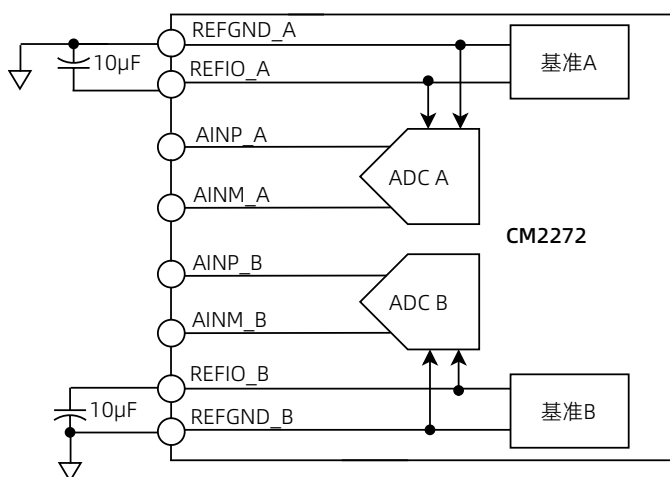 REFGND_A
10μF
REFIO_A
基准A
AINP_A
ADC A
AINM_A
CM2272
AINP_B
ADC B
AINM_B
REFIO_B
10μF
REFGND_B
基准B